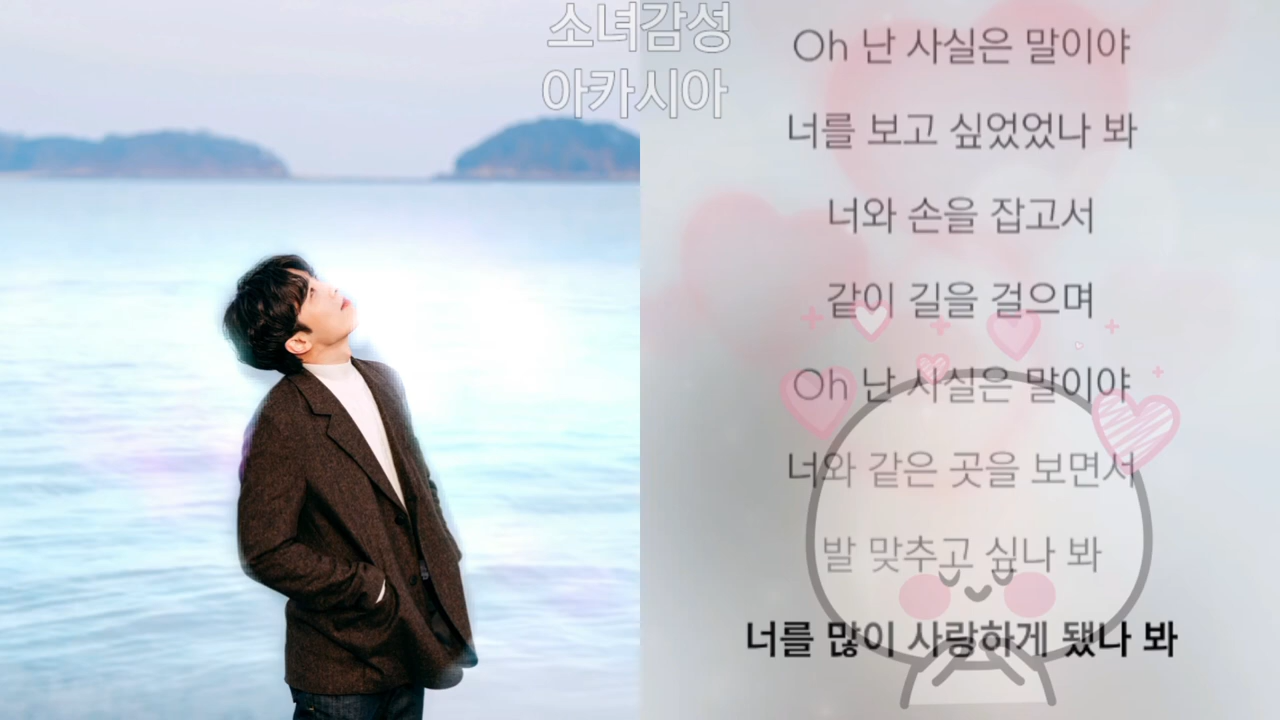 소녀감성
아카시아
Oh 난 사실은 말이야
너를 보고 싶었었나 봐
너와 손을 잡고서
같이 길을 걸으며
Oh 난 사실은 말이야
너와 같은 곳을 보면서
발 맞추고 싶나 봐
너를 많이 사랑하게 됐나 봐